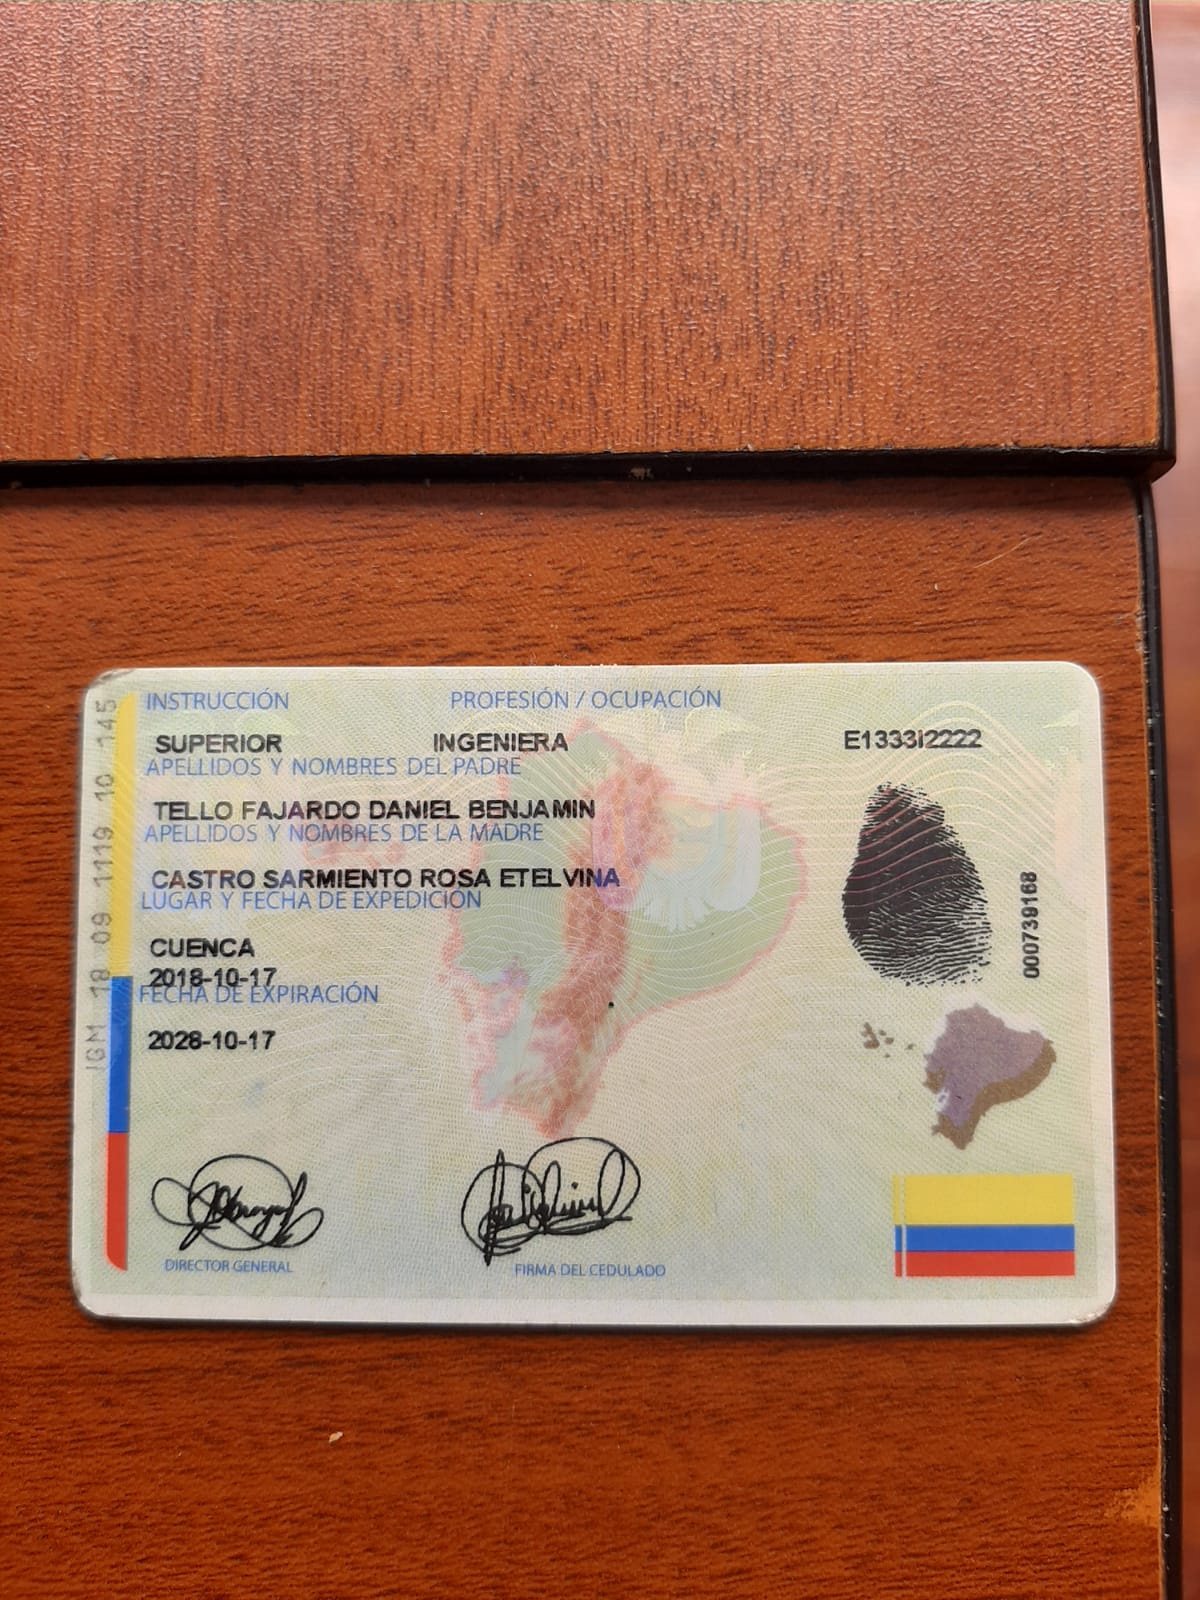 INSTRUCCIÓN PROFESIÓN / OCUPACIÓN
SUPERIOR INGENIERA E1333I2222
APELLIDOS Y NOMBRES DEL PADRE
TELLO FAJARDO DANIEL BENJAMIN
APELLIDOS Y NOMBRES DE LA MADRE
CASTRO SARMIENTO ROSA ETELVINA
LUGAR Y FECHA DE EXPEDICIÓN
CUENCA
2018-10-17
FECHA DE EXPIRACIÓN
2028-10-17
DIRECTOR GENERAL
FIRMA DEL CEDULADO
000739168
IGM 18 09 1119 10 145